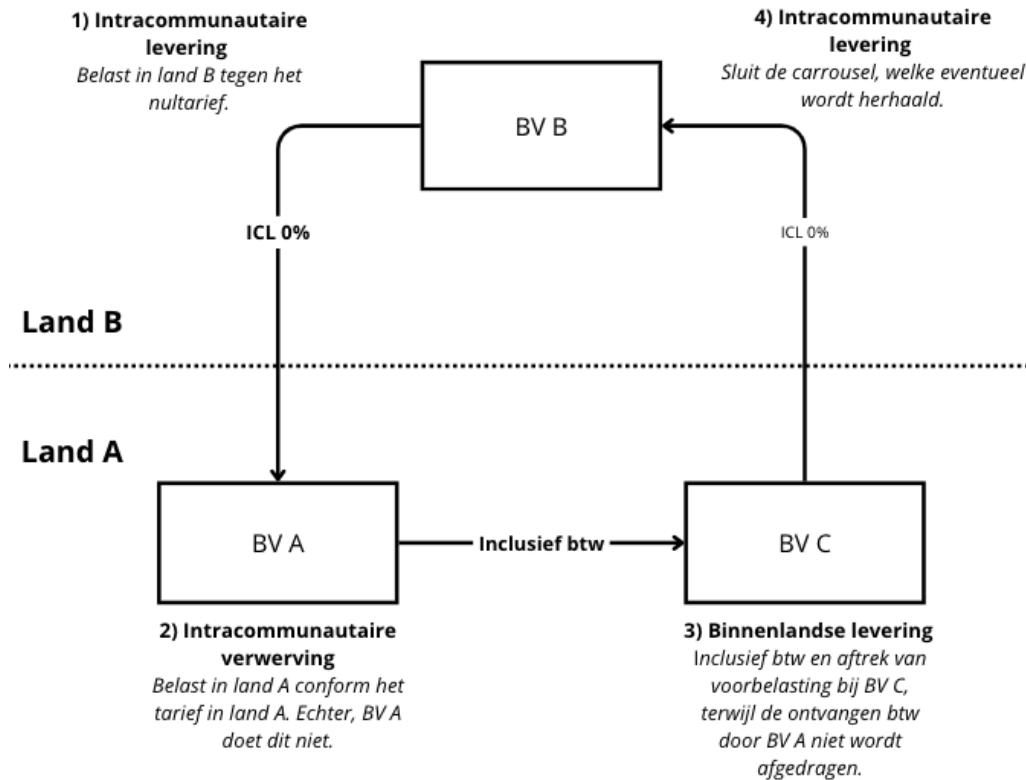 1) Intracommunautaire
levering
Belast in land B tegen het
nultarief.
4) Intracommunautaire
levering
Sluit de carrousel, welke eventueel
wordt herhaald.
BV B
ICL 0%
ICL 0%
Land B
Land A
BV A
Inclusief btw
BV C
2) Intracommunautaire
verwerving
Belast in land A conform het
tarief in land A. Echter, BV A
doet dit niet.
3) Binnenlandse levering
Inclusief btw en aftrek van
voorbelasting bij BV C,
terwijl de ontvangen btw
door BV A niet wordt
afgedragen.